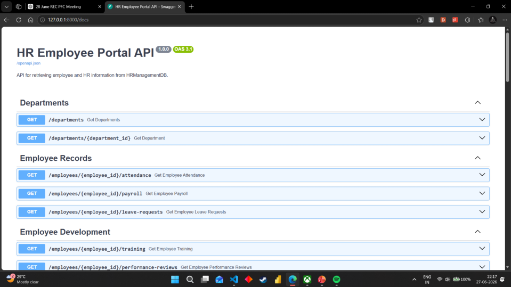 28 June SEC PYC Meeting
HR Employee Portal API - Swagger
127.0.0.1:8000/docs
HR Employee Portal API 1.0.0 OAS 3.1
/openapi.json
API for retrieving employee and HR information from HRManagementDB.
Departments
GET /departments Get Departments
GET /departments/{department_id} Get Department
Employee Records
GET /employees/{employee_id}/attendance Get Employee Attendance
GET /employees/{employee_id}/payroll Get Employee Payroll
GET /employees/{employee_id}/leave-requests Get Employee Leave Requests
Employee Development
GET /employees/{employee_id}/training Get Employee Training
GET /employees/{employee_id}/performance-reviews Get Employee Performance Reviews
29°C
Mostly clear
ENG
IN
100%
22:37
27-06-2026